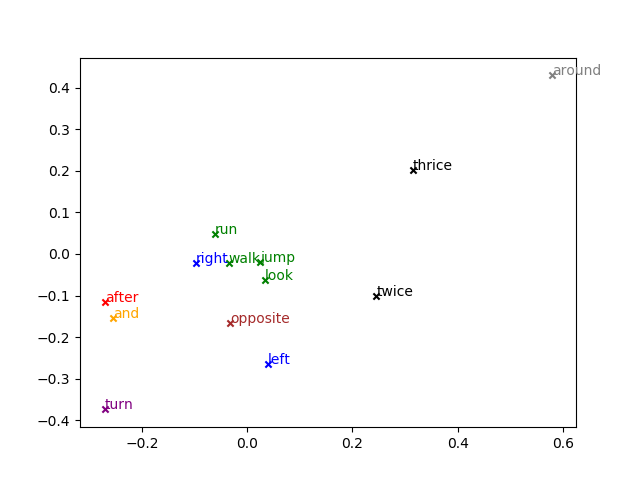 around
0.4
0.3
thrice
0.2
0.1
run
0.0
right
walk
jump
look
−0.1
after
twice
and
opposite
−0.2
left
−0.3
turn
−0.4
−0.2
0.0
0.2
0.4
0.6